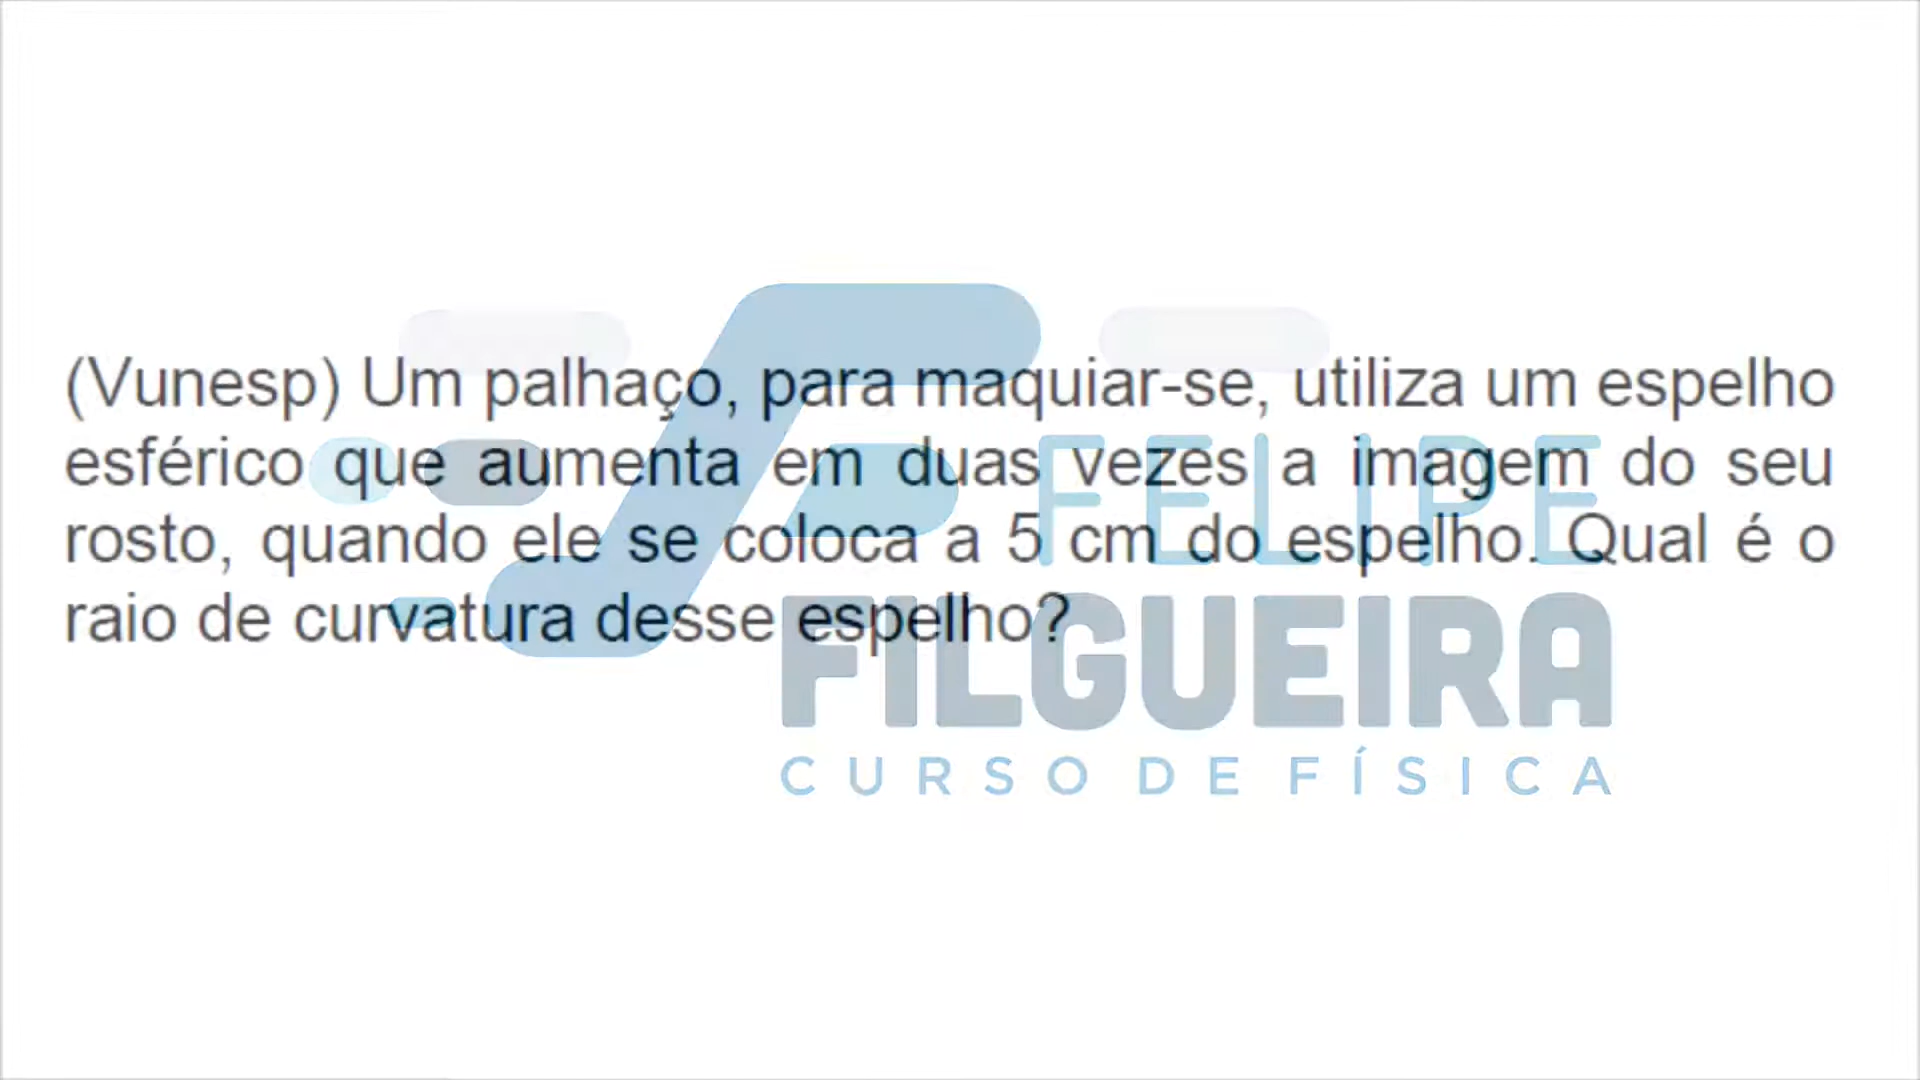 (Vunesp) Um palhaço, para maquiar-se, utiliza um espelho
esférico que aumenta em duas vezes a imagem do seu
rosto, quando ele se coloca a 5 cm do espelho. Qual é o
raio de curvatura desse espelho?
FELIPE
FILGUEIRA
CURSO DE FÍSICA